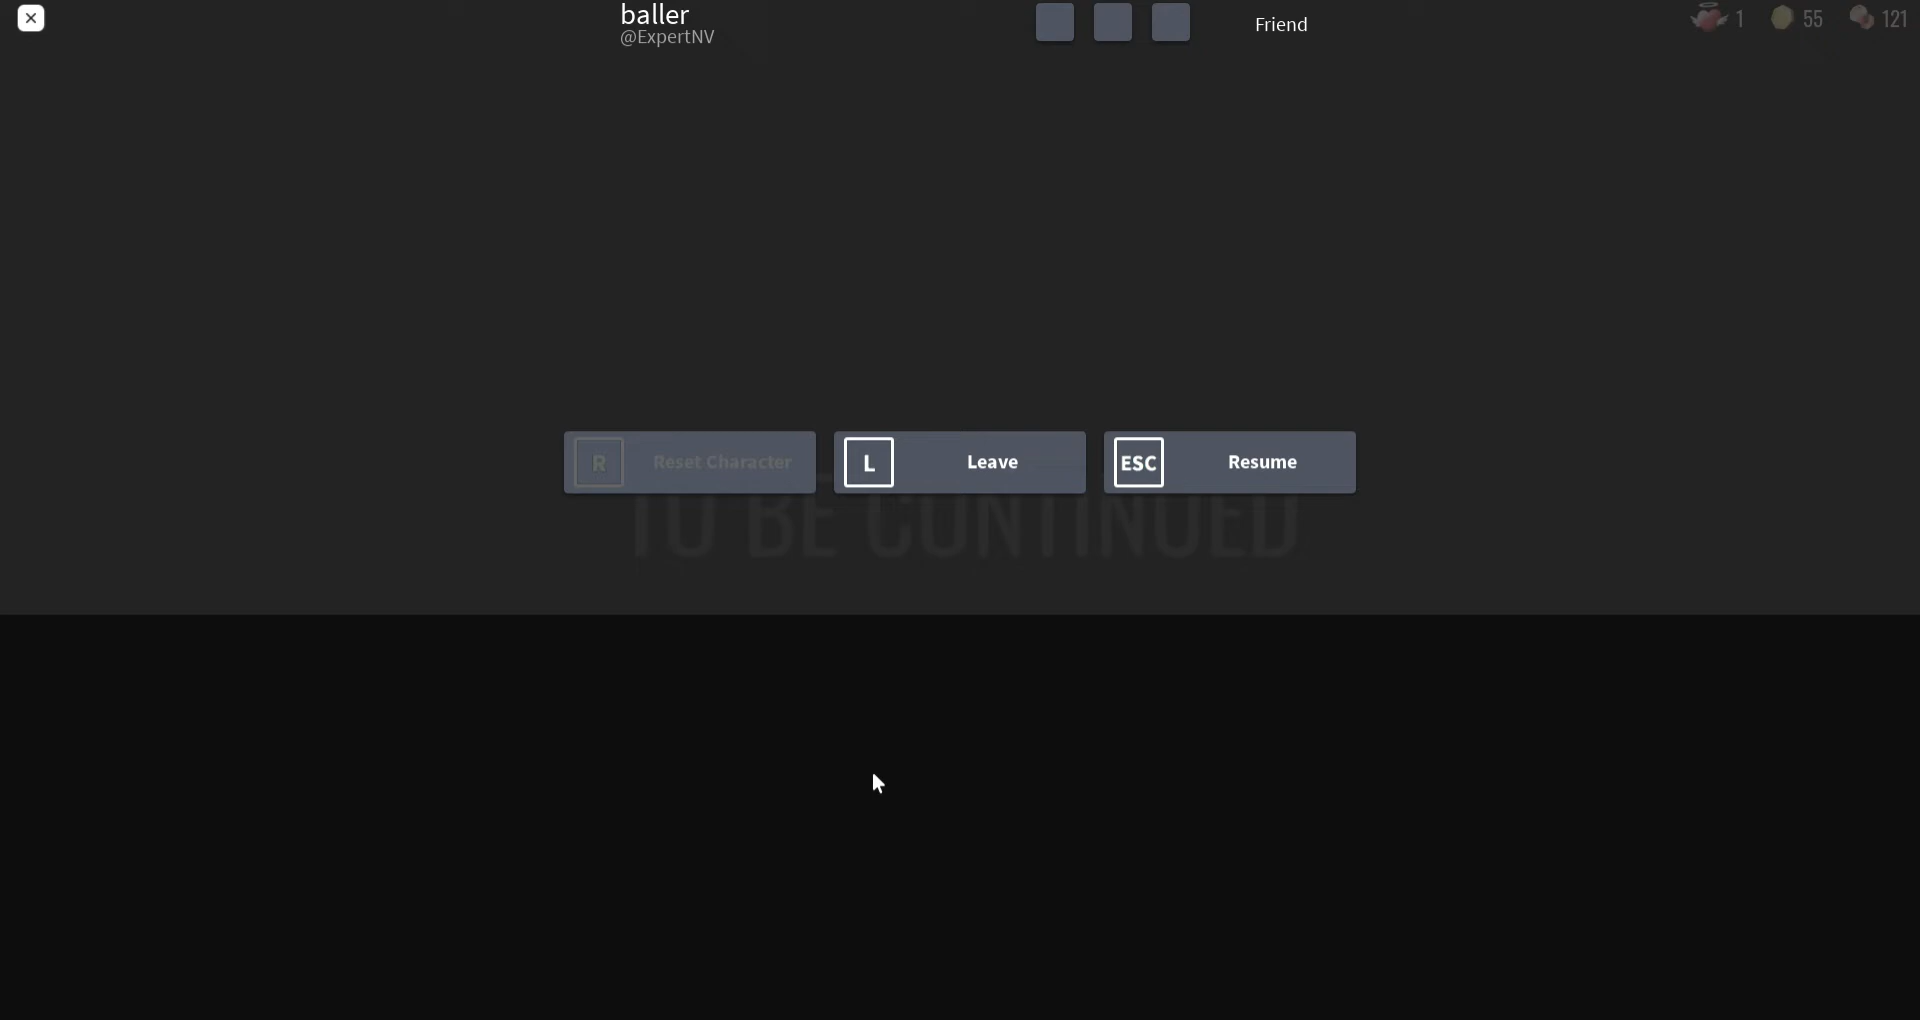 baller
@ExpertNV
Friend
1 55 121
R Reset Character
L Leave
ESC Resume
TO BE CONTINUED